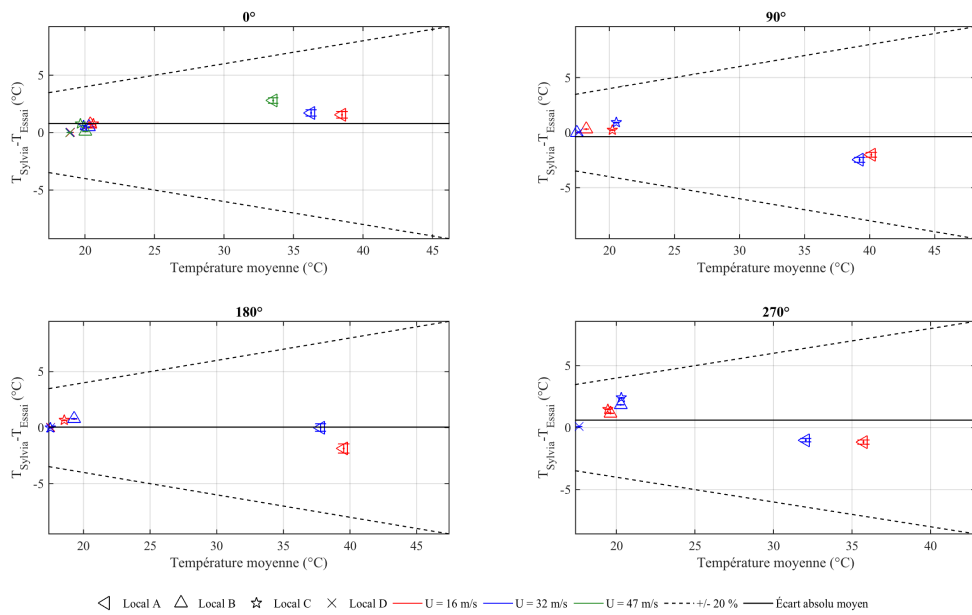 0°
5
0
-5
T_Sylvia-T_Essai (°C)
20 25 30 35 40 45
Température moyenne (°C)
90°
5
0
-5
T_Sylvia-T_Essai (°C)
20 25 30 35 40
Température moyenne (°C)
180°
5
0
-5
T_Sylvia-T_Essai (°C)
20 25 30 35 40 45
Température moyenne (°C)
270°
5
0
-5
T_Sylvia-T_Essai (°C)
20 25 30 35 40
Température moyenne (°C)
Local A Local B Local C Local D U = 16 m/s U = 32 m/s U = 47 m/s +/- 20 % Écart absolu moyen